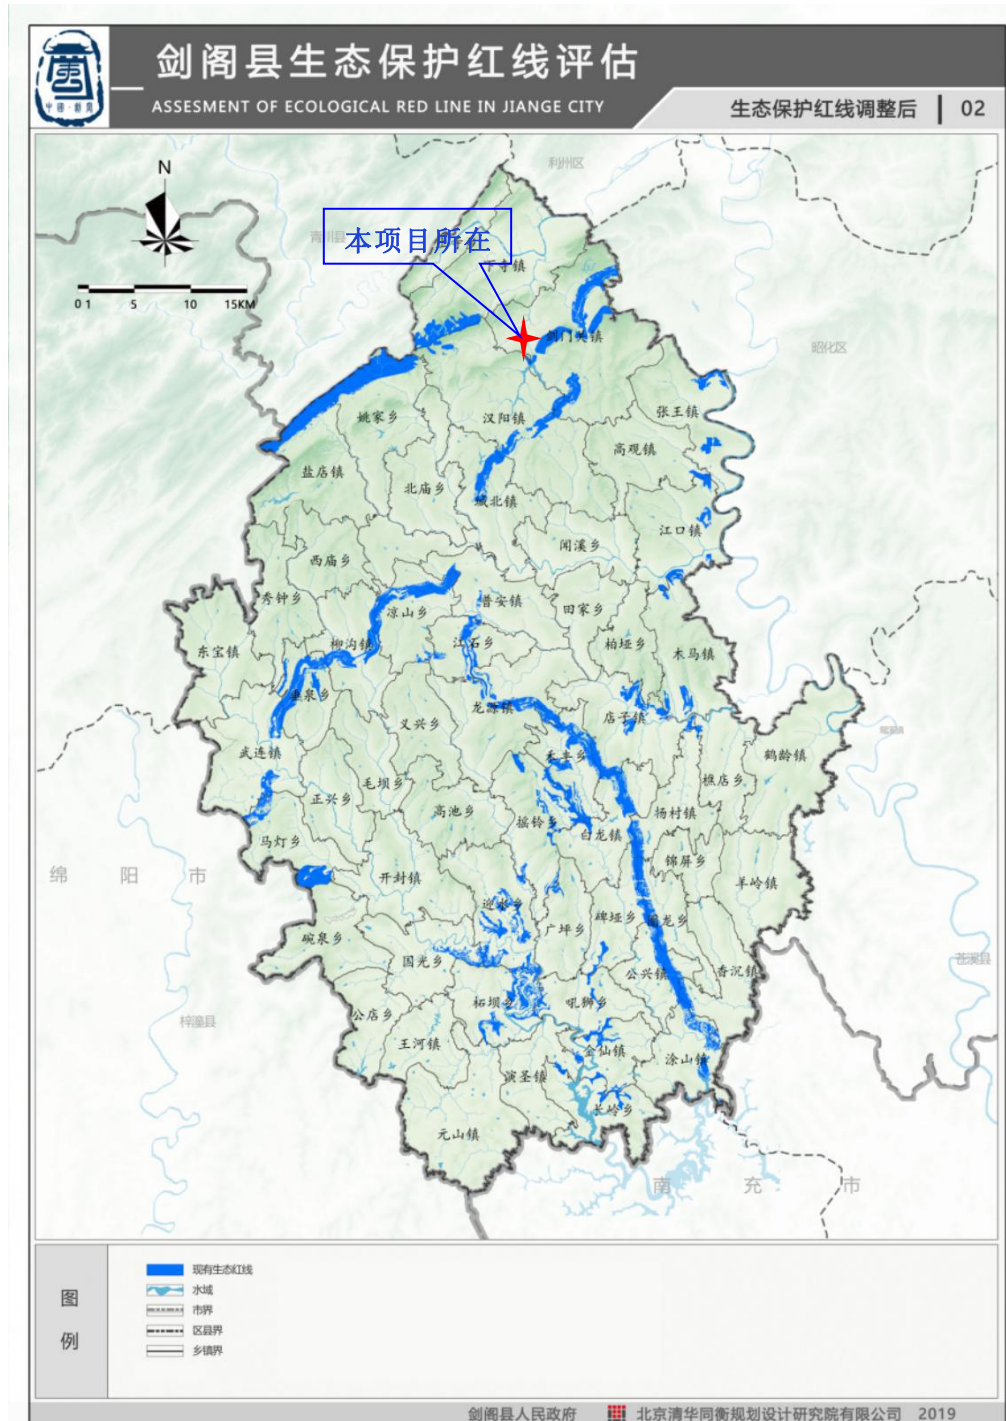 剑阁县生态保护红线评估
ASSESMENT OF ECOLOGICAL RED LINE IN JIANGE CITY
生态保护红线调整后 02
N
0 1 5 10 15KM
利州区
青川县
本项目所在
下寺镇
剑门关镇
昭化区
姚家乡
汉阳镇
张王镇
高观镇
盐店镇
北庙乡
城北镇
江口镇
闻溪乡
西庙乡
秀钟乡
凉山乡
普安镇
田家乡
东宝镇
柳沟镇
江石乡
柏垭乡
木马镇
垂泉乡
龙源镇
店子镇
义兴乡
武连镇
禾丰乡
鹤龄镇
正兴乡
毛坝乡
樵店乡
高池乡
摇铃乡
白龙镇
杨村镇
马灯乡
锦屏乡
绵阳市
开封镇
羊岭镇
迎水乡
广坪乡
碑垭乡
碗泉乡
国光乡
公兴镇
香沉镇
苍溪县
柘坝乡
吼狮乡
公店乡
梓潼县
王河镇
金仙镇
涂山镇
演圣镇
长岭乡
元山镇
南充市
图例
现有生态红线
水域
市界
区县界
乡镇界
剑阁县人民政府 北京清华同衡规划设计研究院有限公司 2019